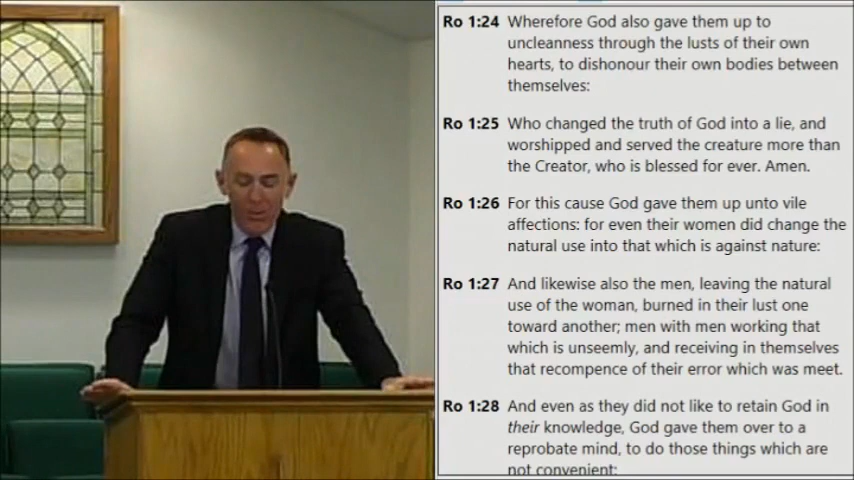 Ro 1:24 Wherefore God also gave them up to
uncleanness through the lusts of their own
hearts, to dishonour their own bodies between
themselves:
Ro 1:25 Who changed the truth of God into a lie, and
worshipped and served the creature more than
the Creator, who is blessed for ever. Amen.
Ro 1:26 For this cause God gave them up unto vile
affections: for even their women did change the
natural use into that which is against nature:
Ro 1:27 And likewise also the men, leaving the natural
use of the woman, burned in their lust one
toward another; men with men working that
which is unseemly, and receiving in themselves
that recompence of their error which was meet.
Ro 1:28 And even as they did not like to retain God in
their knowledge, God gave them over to a
reprobate mind, to do those things which are
not convenient: